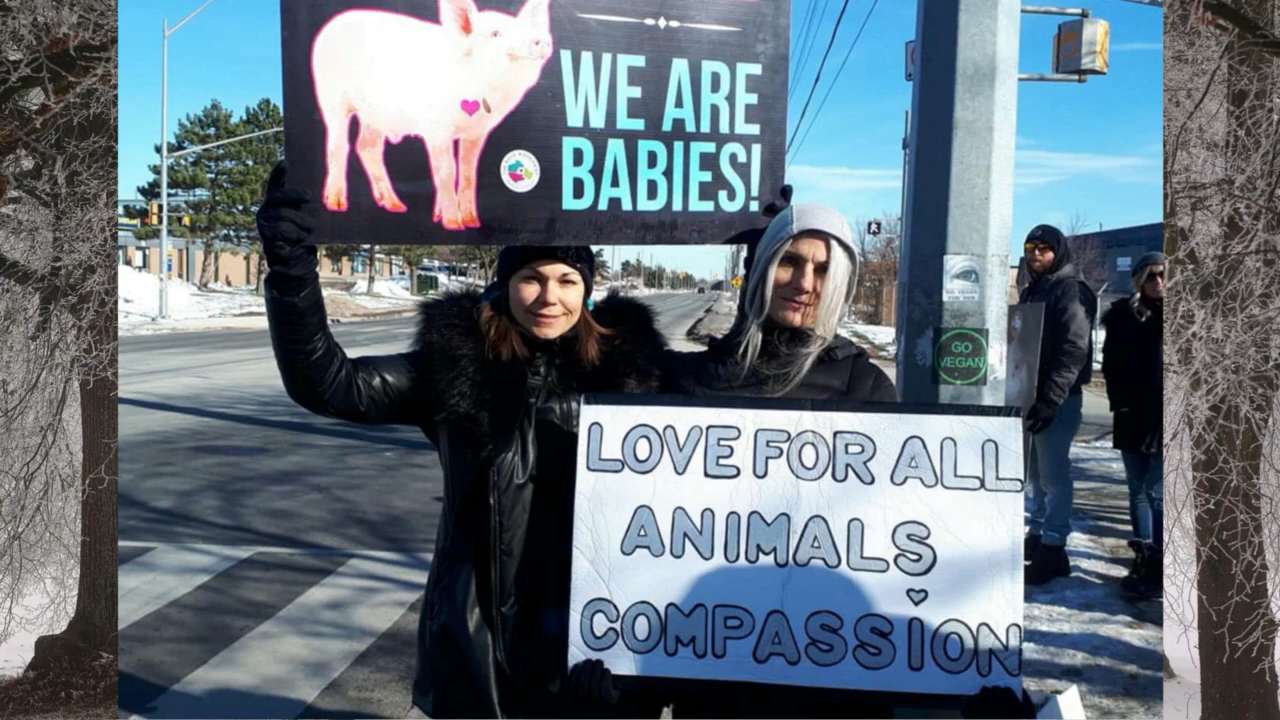 WE ARE
BABIES!
GO
VEGAN
LOVE FOR ALL
ANIMALS
COMPASSION